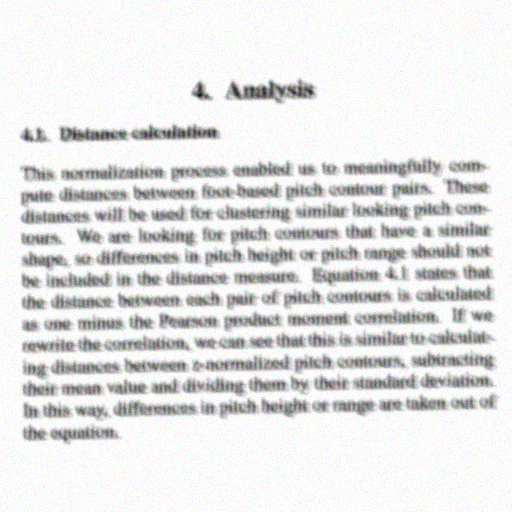 4. Analysis
4.1. Distance calculation
This normalization process enabled us to meaningfully com-
pute distances between foot-based pitch contour pairs. These
distances will be used for clustering similar looking pitch con-
tours. We are looking for pitch contours that have a similar
shape, so differences in pitch height or pitch range should not
be included in the distance measure. Equation 4.1 states that
the distance between each pair of pitch contours is calculated
as one minus the Pearson product moment correlation. If we
rewrite the correlation, we can see that this is similar to calculat-
ing distances between z-normalized pitch contours, subtracting
their mean value and dividing them by their standard deviation.
In this way, differences in pitch height or range are taken out of
the equation.